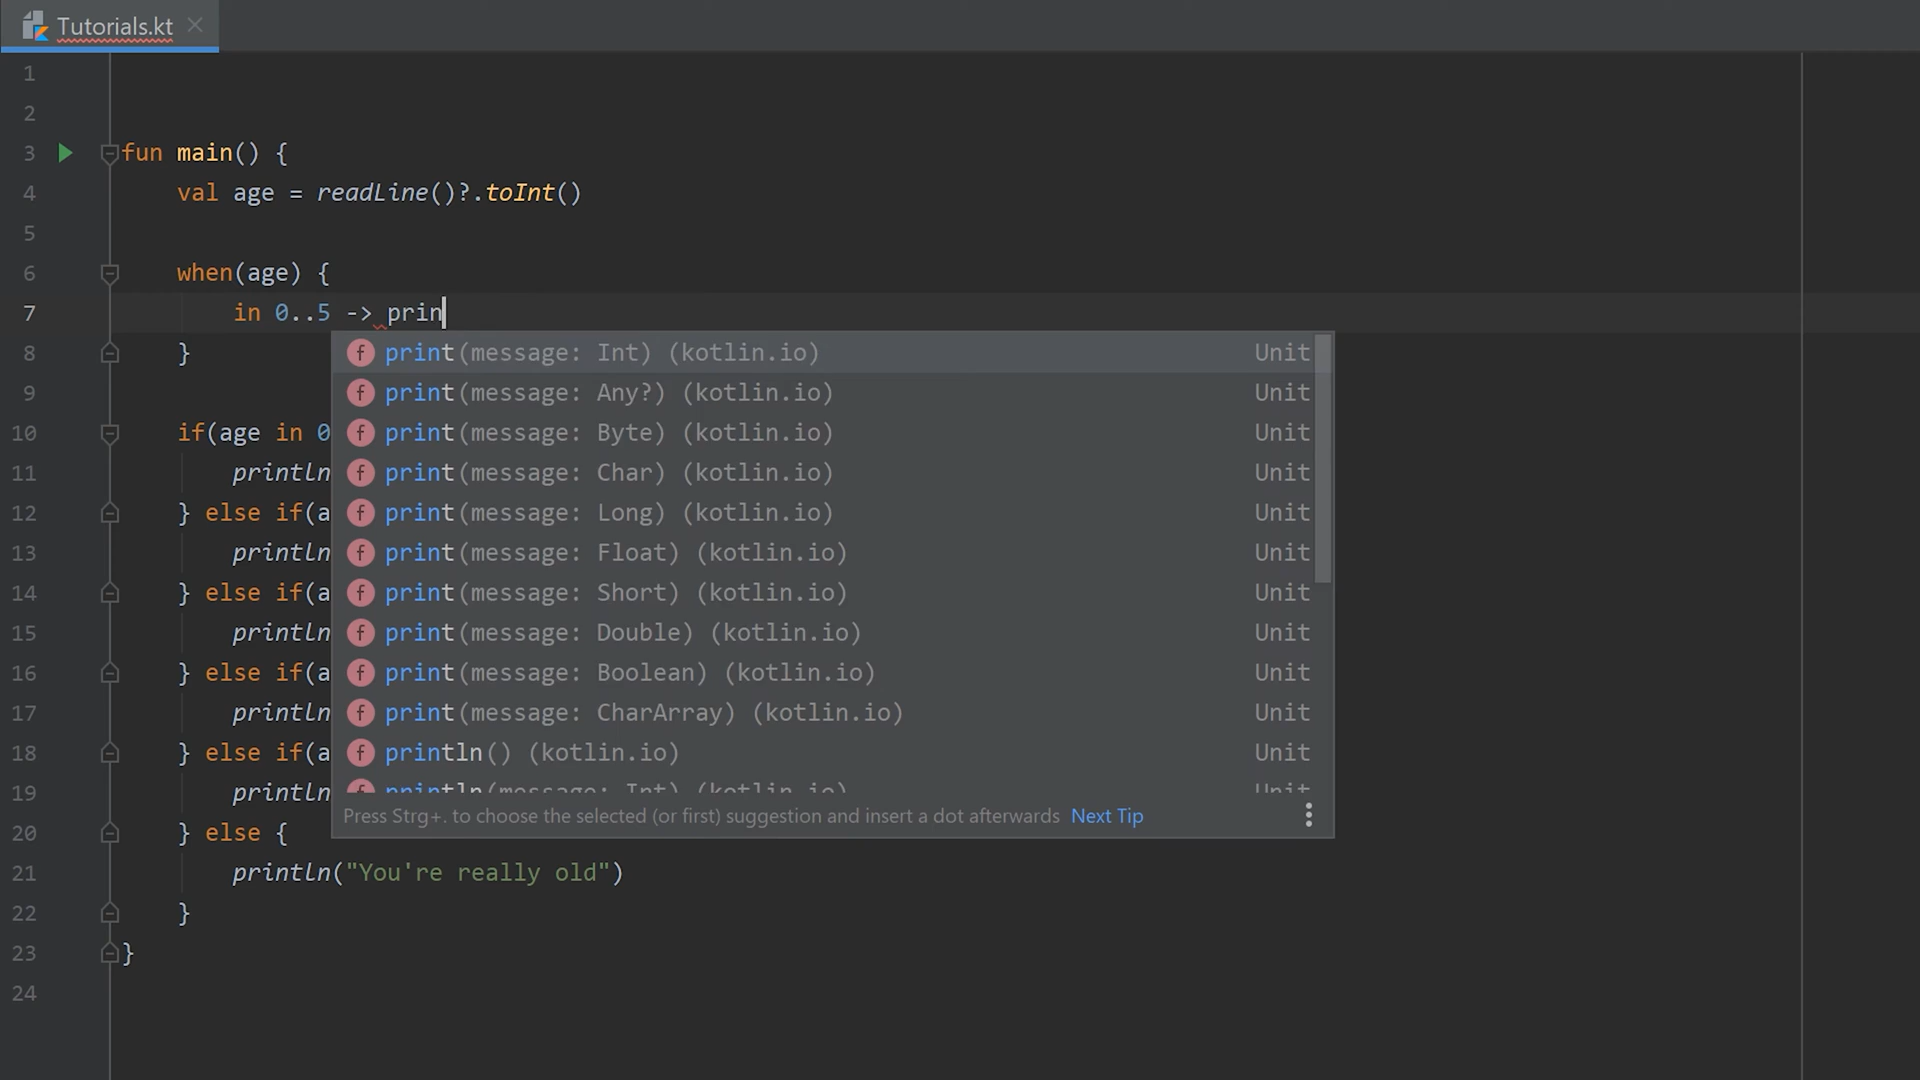 Tutorials.kt
1
2
3 fun main() {
4 val age = readLine()?.toInt()
5
6 when(age) {
7 in 0..5 -> prin
print(message: Int) (kotlin.io) Unit
8 }
9 print(message: Any?) (kotlin.io) Unit
10 if(age in 0 print(message: Byte) (kotlin.io) Unit
11 println print(message: Char) (kotlin.io) Unit
12 } else if(a print(message: Long) (kotlin.io) Unit
13 println print(message: Float) (kotlin.io) Unit
14 } else if(a print(message: Short) (kotlin.io) Unit
15 println print(message: Double) (kotlin.io) Unit
16 } else if(a print(message: Boolean) (kotlin.io) Unit
17 println print(message: CharArray) (kotlin.io) Unit
18 } else if(a println() (kotlin.io) Unit
19 println println(message: Int) (kotlin.io) Unit
Press Strg+. to choose the selected (or first) suggestion and insert a dot afterwards Next Tip
20 } else {
21 println("You're really old")
22 }
23 }
24